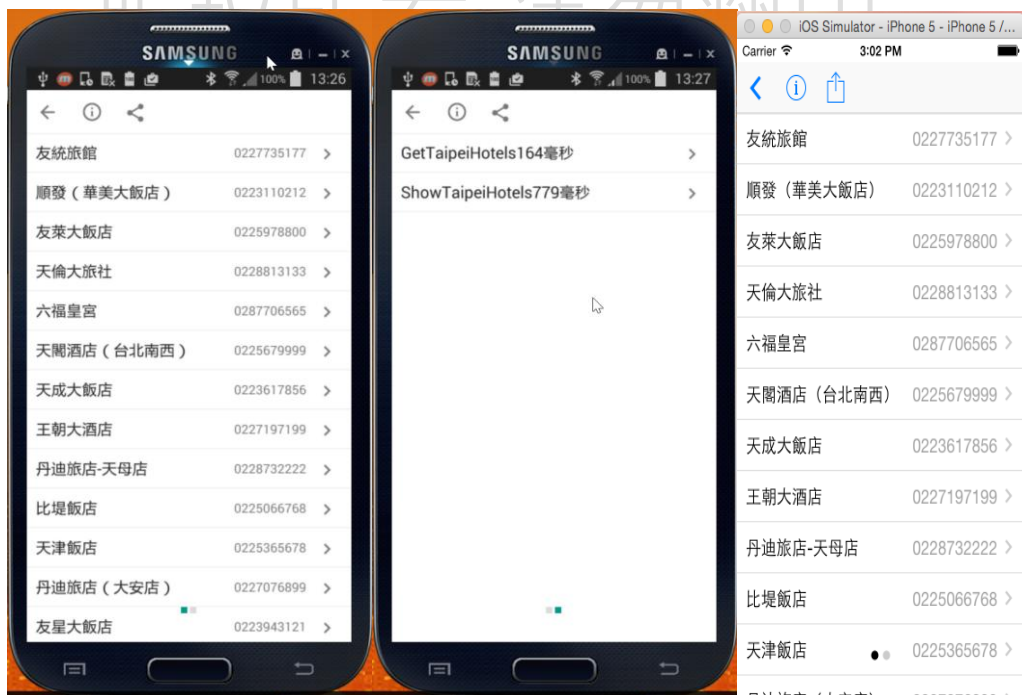 SAMSUNG
100% 13:26
友統旅館 0227735177
順發（華美大飯店） 0223110212
友萊大飯店 0225978800
天倫大旅社 0228813133
六福皇宮 0287706565
天閣酒店（台北南西） 0225679999
天成大飯店 0223617856
王朝大酒店 0227197199
丹迪旅店-天母店 0228732222
比堤飯店 0225066768
天津飯店 0225365678
丹迪旅店（大安店） 0227076899
友星大飯店 0223943121
SAMSUNG
100% 13:27
GetTaipeiHotels164毫秒
ShowTaipeiHotels779毫秒
iOS Simulator - iPhone 5 - iPhone 5 /...
Carrier 3:02 PM
友統旅館 0227735177
順發（華美大飯店） 0223110212
友萊大飯店 0225978800
天倫大旅社 0228813133
六福皇宮 0287706565
天閣酒店（台北南西） 0225679999
天成大飯店 0223617856
王朝大酒店 0227197199
丹迪旅店-天母店 0228732222
比堤飯店 0225066768
天津飯店 0225365678